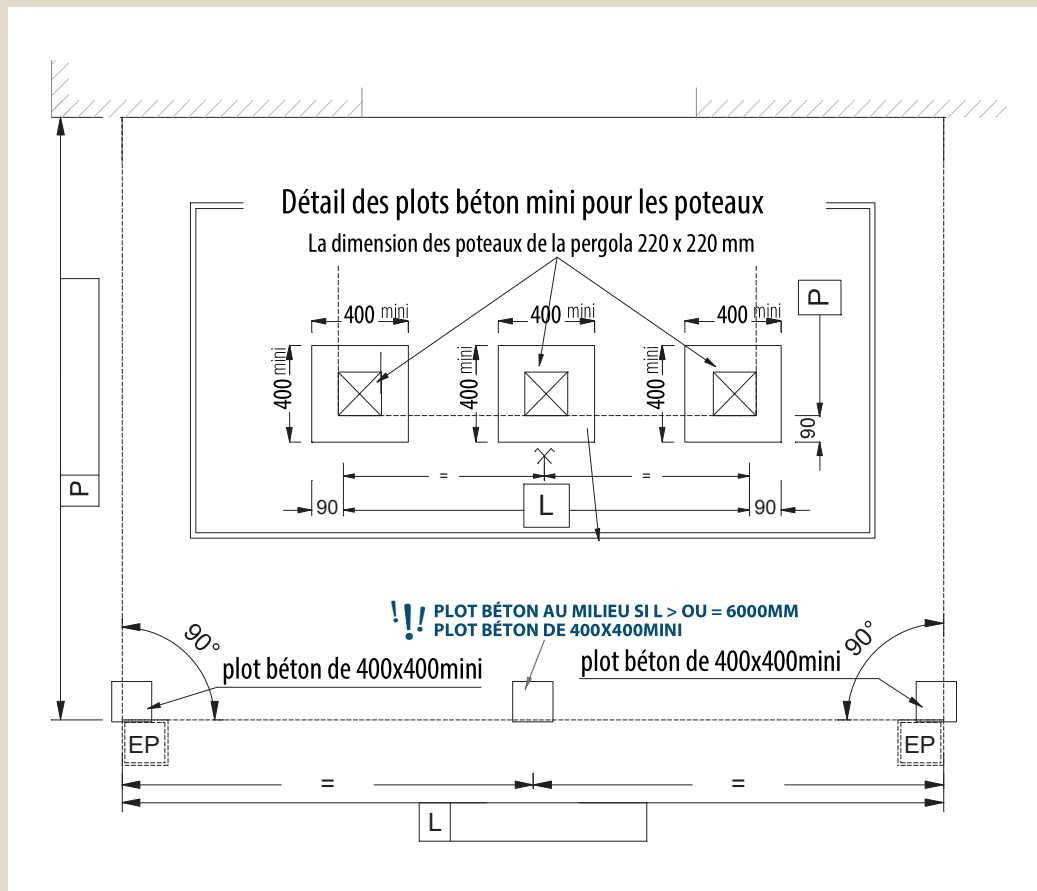 Détail des plots béton mini pour les poteaux
La dimension des poteaux de la pergola 220 x 220 mm
P
400 mini
400 mini
400 mini
400 mini
400 mini
400 mini
90
= =
90 L 90
P
!!! PLOT BÉTON AU MILIEU SI L > OU = 6000MM
PLOT BÉTON DE 400X400MINI
90° 90°
plot béton de 400x400mini plot béton de 400x400mini
EP EP
= =
L